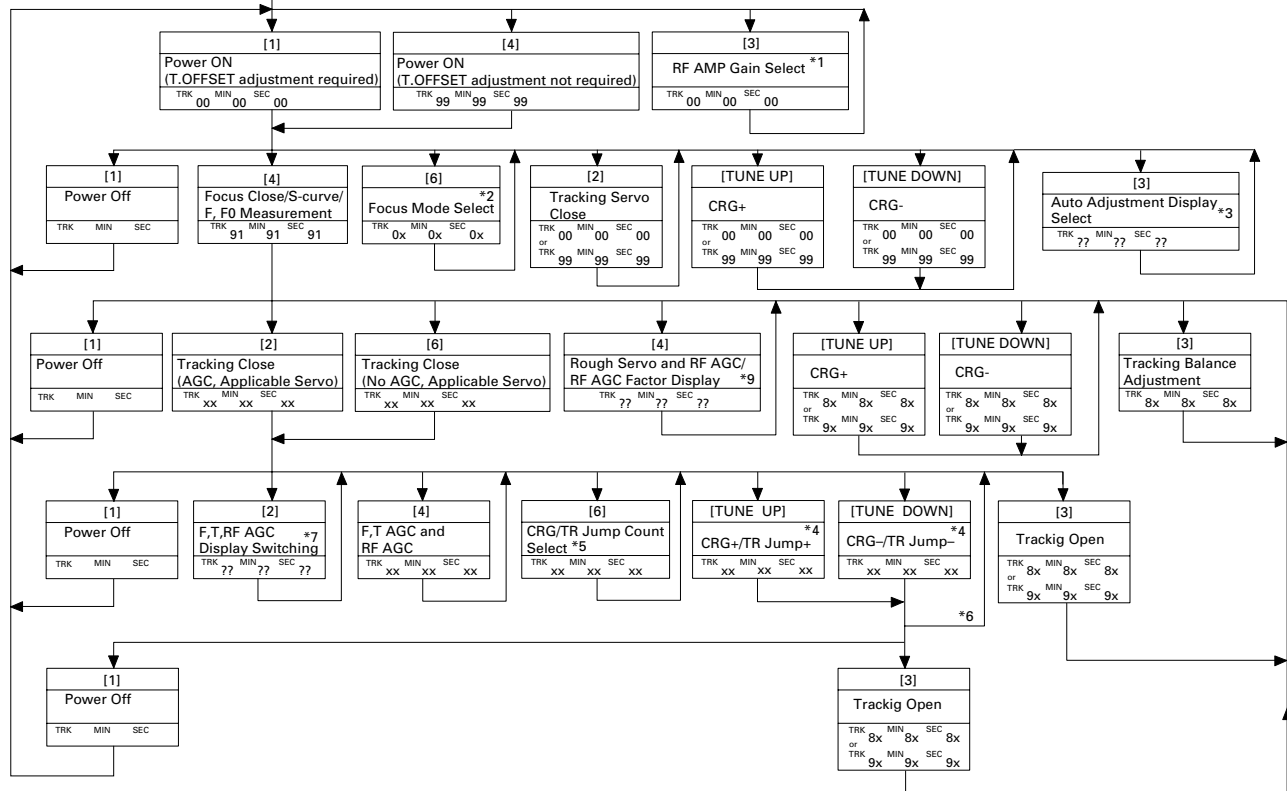 [1]
Power ON
(T.OFFSET adjustment required)
TRK 00 MIN 00 SEC 00
[4]
Power ON
(T.OFFSET adjustment not required)
TRK 99 MIN 99 SEC 99
[3]
RF AMP Gain Select *1
TRK 00 MIN 00 SEC 00
[1]
Power Off
TRK MIN SEC
[4]
Focus Close/S-curve/
F, F0 Measurement
TRK 91 MIN 91 SEC 91
[6]
*2
Focus Mode Select
TRK 0x MIN 0x SEC 0x
[2]
Tracking Servo
Close
TRK 00 MIN 00 SEC 00
or
TRK 99 MIN 99 SEC 99
[TUNE UP]
CRG+
TRK 00 MIN 00 SEC 00
or
TRK 99 MIN 99 SEC 99
[TUNE DOWN]
CRG-
TRK 00 MIN 00 SEC 00
or
TRK 99 MIN 99 SEC 99
[3]
Auto Adjustment Display
Select *3
TRK ?? MIN ?? SEC ??
[1]
Power Off
TRK MIN SEC
[2]
Tracking Close
(AGC, Applicable Servo)
TRK xx MIN xx SEC xx
[6]
Tracking Close
(No AGC, Applicable Servo)
TRK xx MIN xx SEC xx
[4]
Rough Servo and RF AGC/
RF AGC Factor Display *9
TRK ?? MIN ?? SEC ??
[TUNE UP]
CRG+
TRK 8x MIN 8x SEC 8x
or
TRK 9x MIN 9x SEC 9x
[TUNE DOWN]
CRG-
TRK 8x MIN 8x SEC 8x
or
TRK 9x MIN 9x SEC 9x
[3]
Tracking Balance
Adjustment
TRK 8x MIN 8x SEC 8x
[1]
Power Off
TRK MIN SEC
[2]
F,T,RF AGC *7
Display Switching
TRK ?? MIN ?? SEC ??
[4]
F,T AGC and
RF AGC
TRK xx MIN xx SEC xx
[6]
CRG/TR Jump Count
Select *5
TRK xx MIN xx SEC xx
[TUNE UP]
*4
CRG+/TR Jump+
TRK xx MIN xx SEC xx
[TUNE DOWN]
*4
CRG–/TR Jump–
TRK xx MIN xx SEC xx
[3]
Trackig Open
TRK 8x MIN 8x SEC 8x
or
TRK 9x MIN 9x SEC 9x
*6
[1]
Power Off
TRK MIN SEC
[3]
Trackig Open
TRK 8x MIN 8x SEC 8x
or
TRK 9x MIN 9x SEC 9x